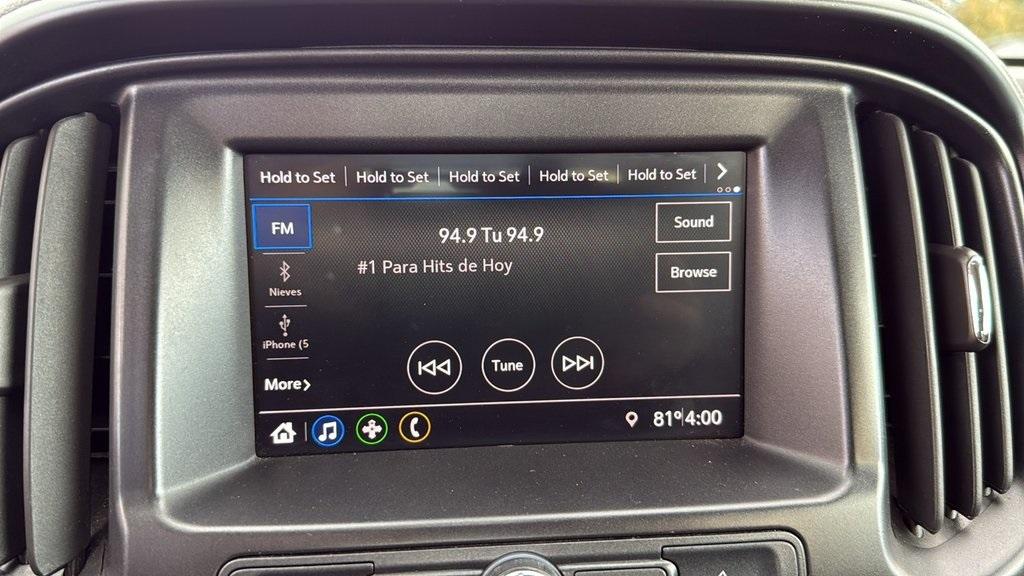 Hold to Set Hold to Set Hold to Set Hold to Set Hold to Set
FM
94.9 Tu 94.9
Sound
#1 Para Hits de Hoy
Browse
Nieves
iPhone (5
Tune
More
81° 4:00